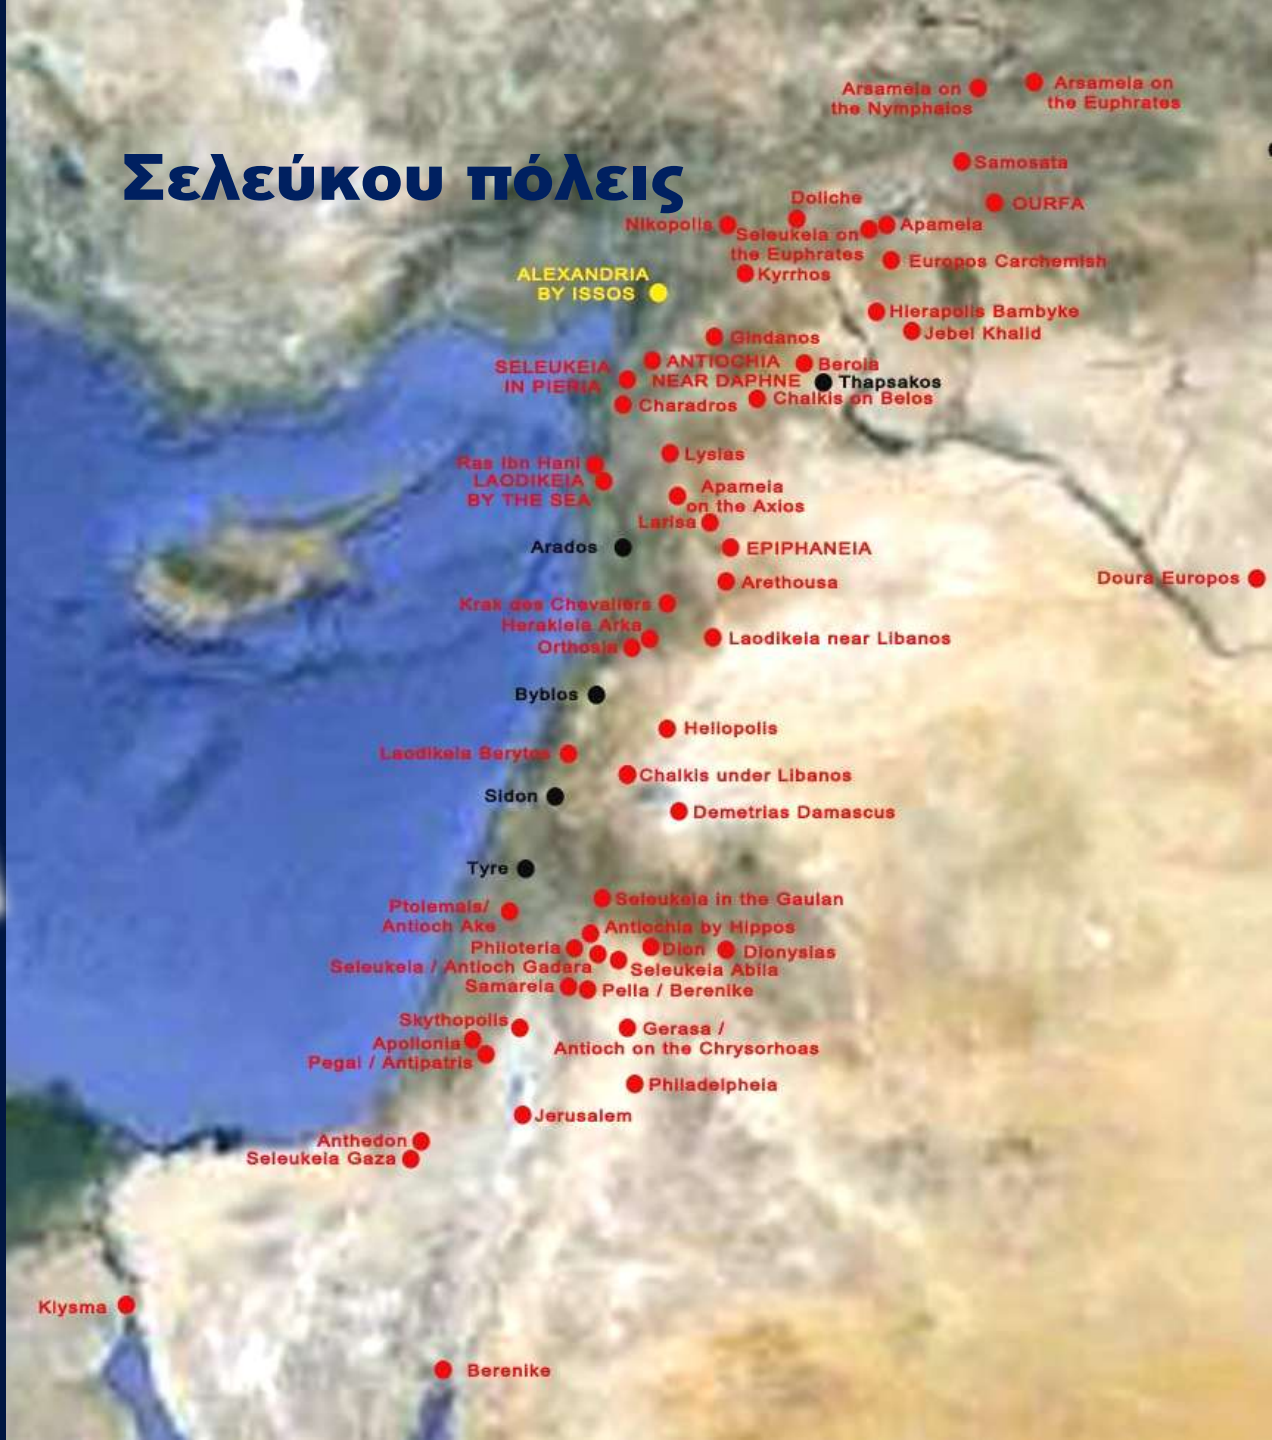 Σελεύκου πόλεις
Arsameia on
the Nymphaios
Arsameia on
the Euphrates
Samosata
Doliche
OURFA
Nikopolis
Apameia
Seleukeia on
the Euphrates
Europos Carchemish
Kyrrhos
ALEXANDRIA
BY ISSOS
Hierapolis Bambyke
Jebel Khalid
Gindanos
ANTIOCHIA
NEAR DAPHNE
Beroia
SELEUKEIA
IN PIERIA
Thapsakos
Chalkis on Belos
Charadros
Lysias
Ras Ibn Hani
LAODIKEIA
BY THE SEA
Apameia
on the Axios
Larisa
Arados
EPIPHANEIA
Doura Europos
Arethousa
Krak des Chevaliers
Herakleia Arka
Orthosia
Laodikeia near Libanos
Byblos
Heliopolis
Laodikeia Berytos
Chalkis under Libanos
Sidon
Demetrias Damascus
Tyre
Seleukeia in the Gaulan
Ptolemais/
Antioch Ake
Antiochia by Hippos
Philoteria
Dion
Dionysias
Seleukeia / Antioch Gadara
Seleukeia Abila
Samareia
Pella / Berenike
Skythopolis
Gerasa /
Antioch on the Chrysorhoas
Apollonia
Pegai / Antipatris
Philadelpheia
Jerusalem
Anthedon
Seleukeia Gaza
Klysma
Berenike